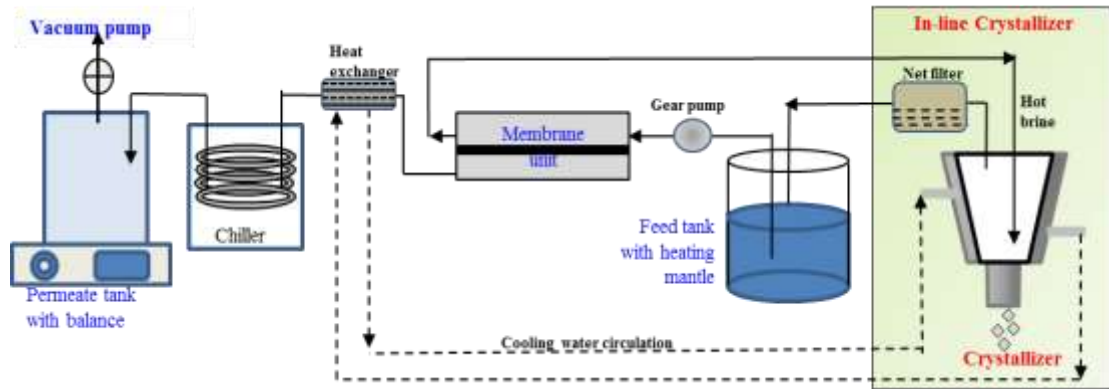 Vacuum pump
In-line Crystallizer
Heat
exchanger
Net filter
Gear pump
Hot
brine
Membrane
unit
Chiller
Feed tank
with heating
mantle
Permeate tank
with balance
Cooling water circulation
Crystallizer